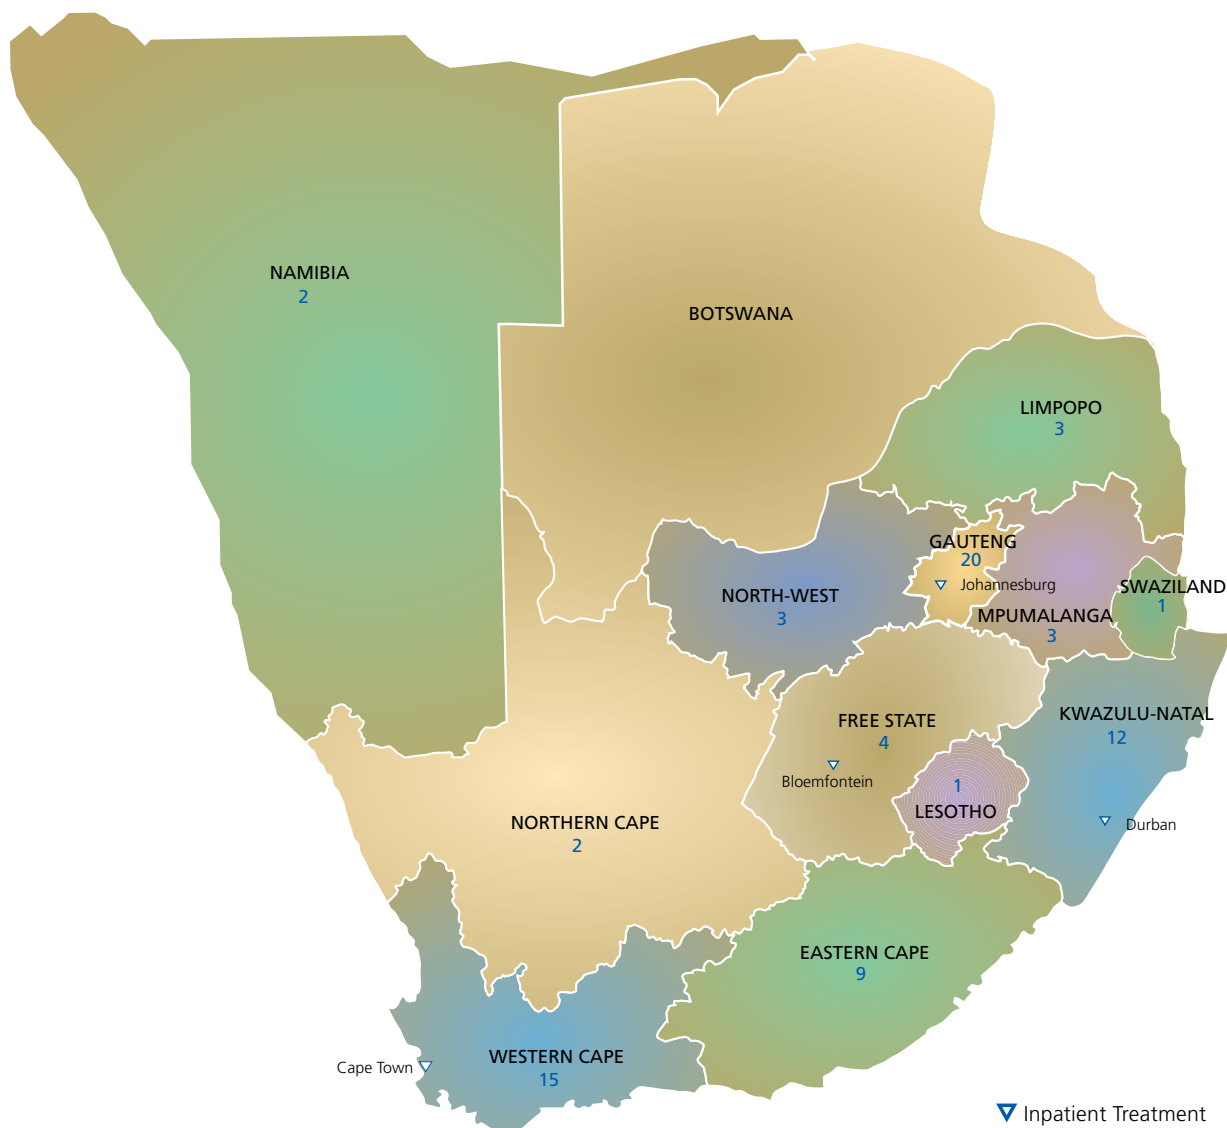 NAMIBIA
2
BOTSWANA
LIMPOPO
3
GAUTENG
20
Johannesburg
NORTH-WEST
3
SWAZILAND
1
MPUMALANGA
3
FREE STATE
4
Bloemfontein
KWAZULU-NATAL
12
1
LESOTHO
Durban
NORTHERN CAPE
2
EASTERN CAPE
9
WESTERN CAPE
15
Cape Town
Inpatient Treatment